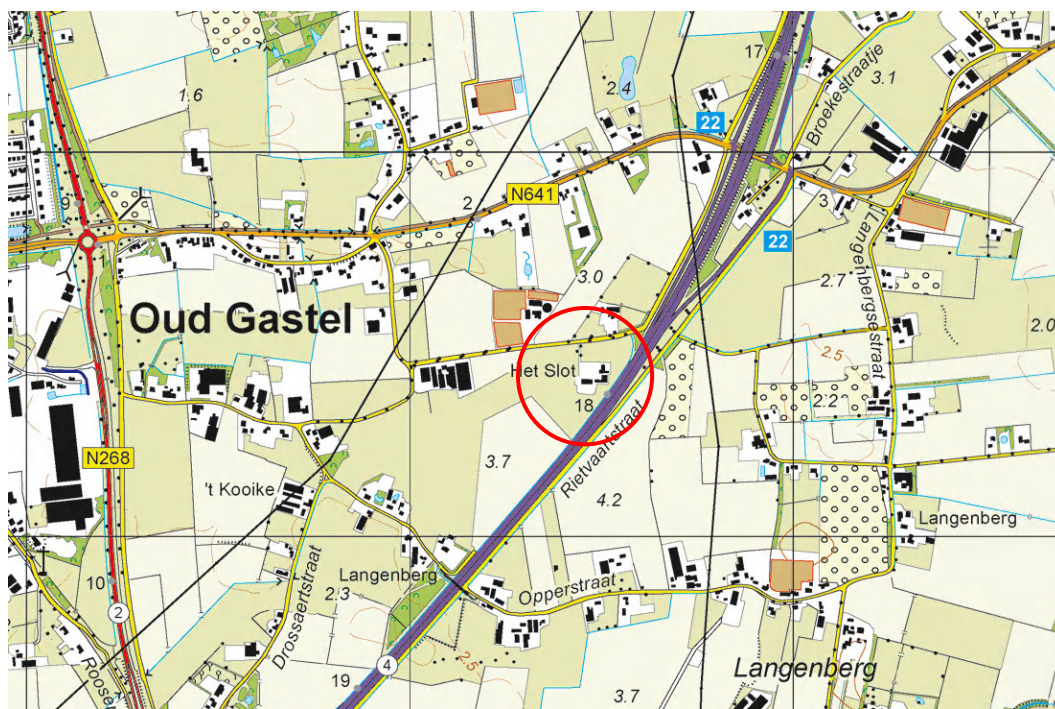 17
Broekestraatje
3.1
1.6
2.4
22
9
2
N641
3
1
22
3.0
Langenbergsestraat
2.7
2.0
Oud Gastel
2.5
Het Slot
18
2.2
Rietvaartstraat
N268
3.7
't Kooike
4.2
Langenberg
10
Langenberg
Opperstraat
2.3
2
Drossaertstraat
Roosen
4
2.5
Langenberg
19
3.7